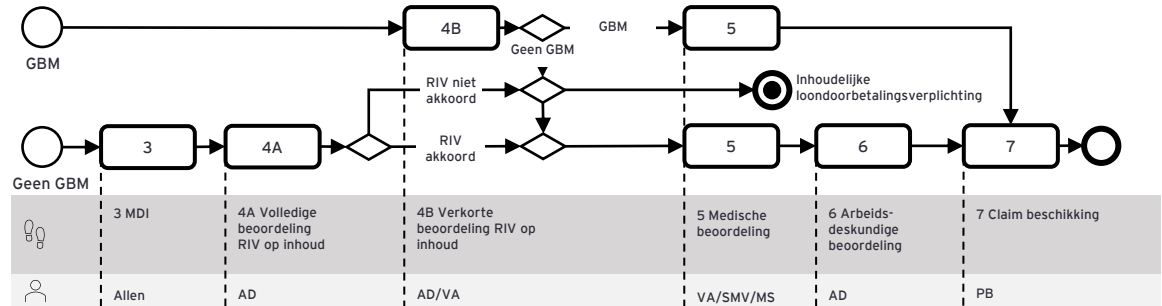 4B
GBM
5
GBM
Geen GBM
RIV niet
akkoord
Inhoudelijke
loondoorbetalingsverplichting
3
4A
RIV
akkoord
5
6
7
Geen GBM
3 MDI
4A Volledige
beoordeling
RIV op inhoud
4B Verkorte
beoordeling RIV op
inhoud
5 Medische
beoordeling
6 Arbeids-
deskundige
beoordeling
7 Claim beschikking
Allen
AD
AD/VA
VA/SMV/MS
AD
PB